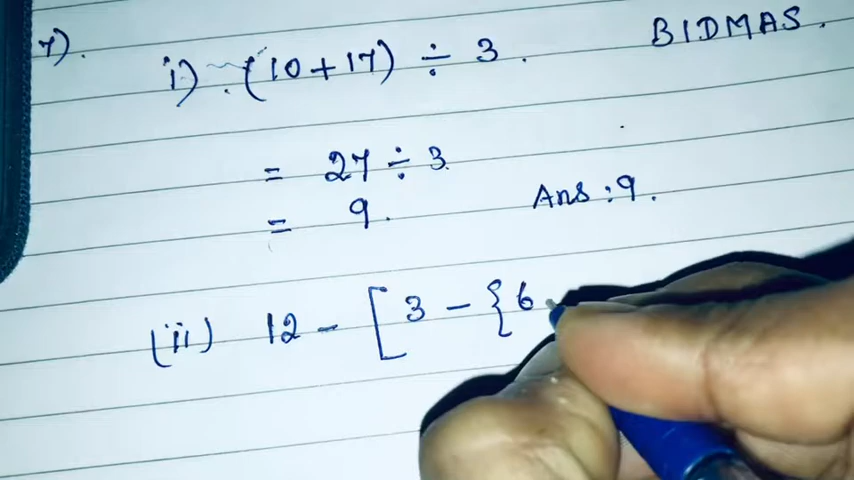 7).
i) . (10+17) ÷ 3 . BIDMAS .
= 27 ÷ 3.
= 9. Ans : 9 .
(ii) 12 - [ 3 - { 6